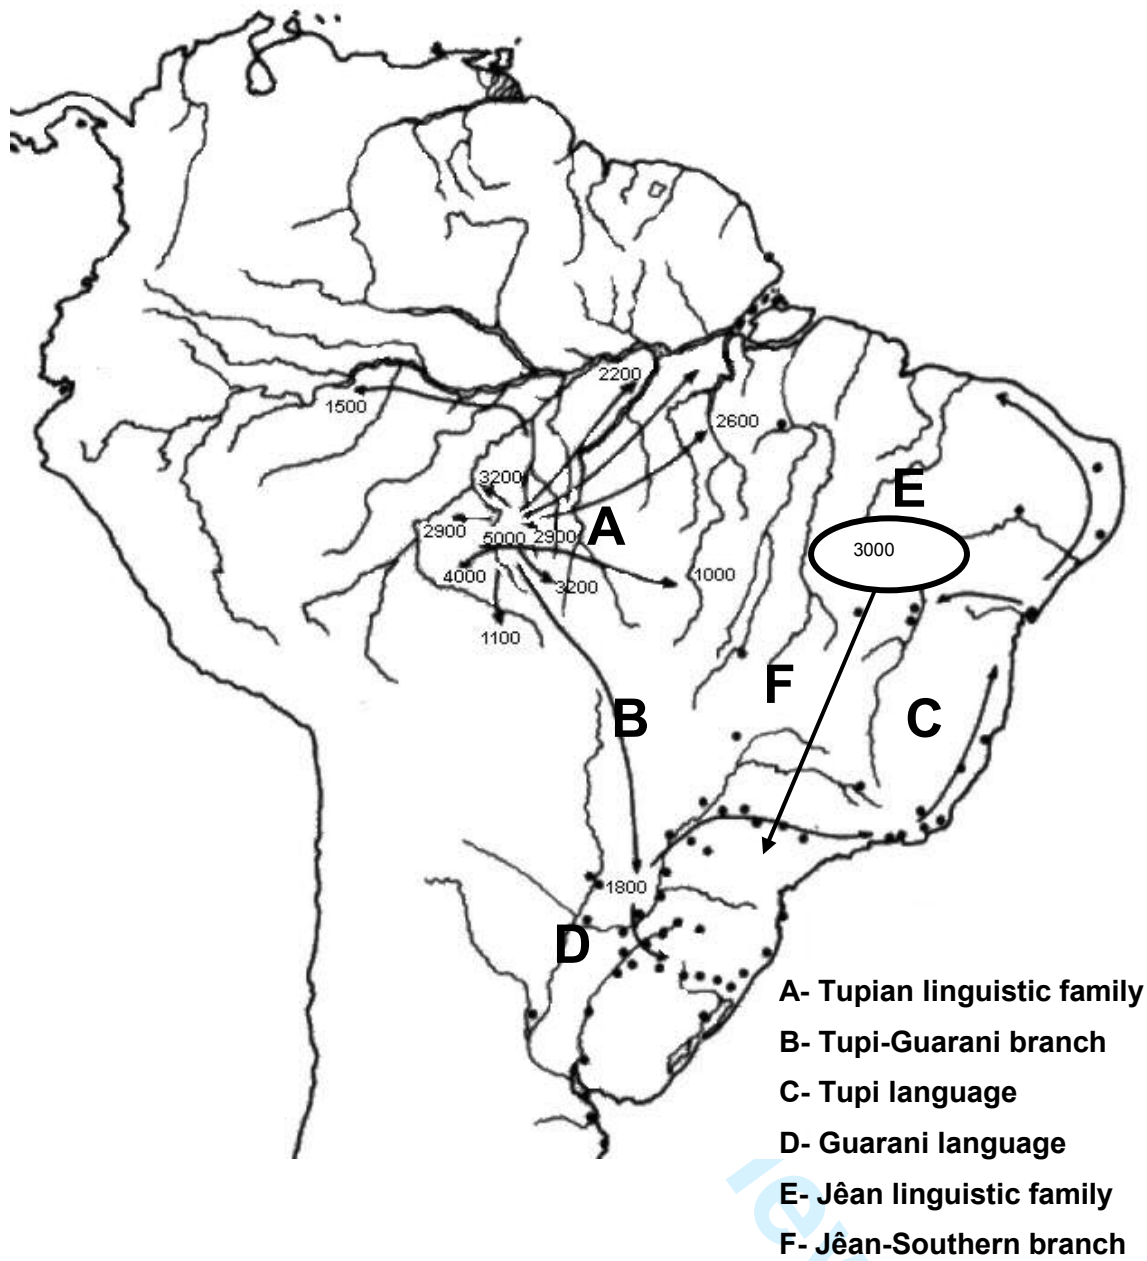 2200
1500
2600
3200
E
A
2900
5000
2900
3000
4000
3200
1000
1100
F
B
C
1800
D
A- Tupian linguistic family
B- Tupi-Guarani branch
C- Tupi language
D- Guarani language
E- Jêan linguistic family
F- Jêan-Southern branch